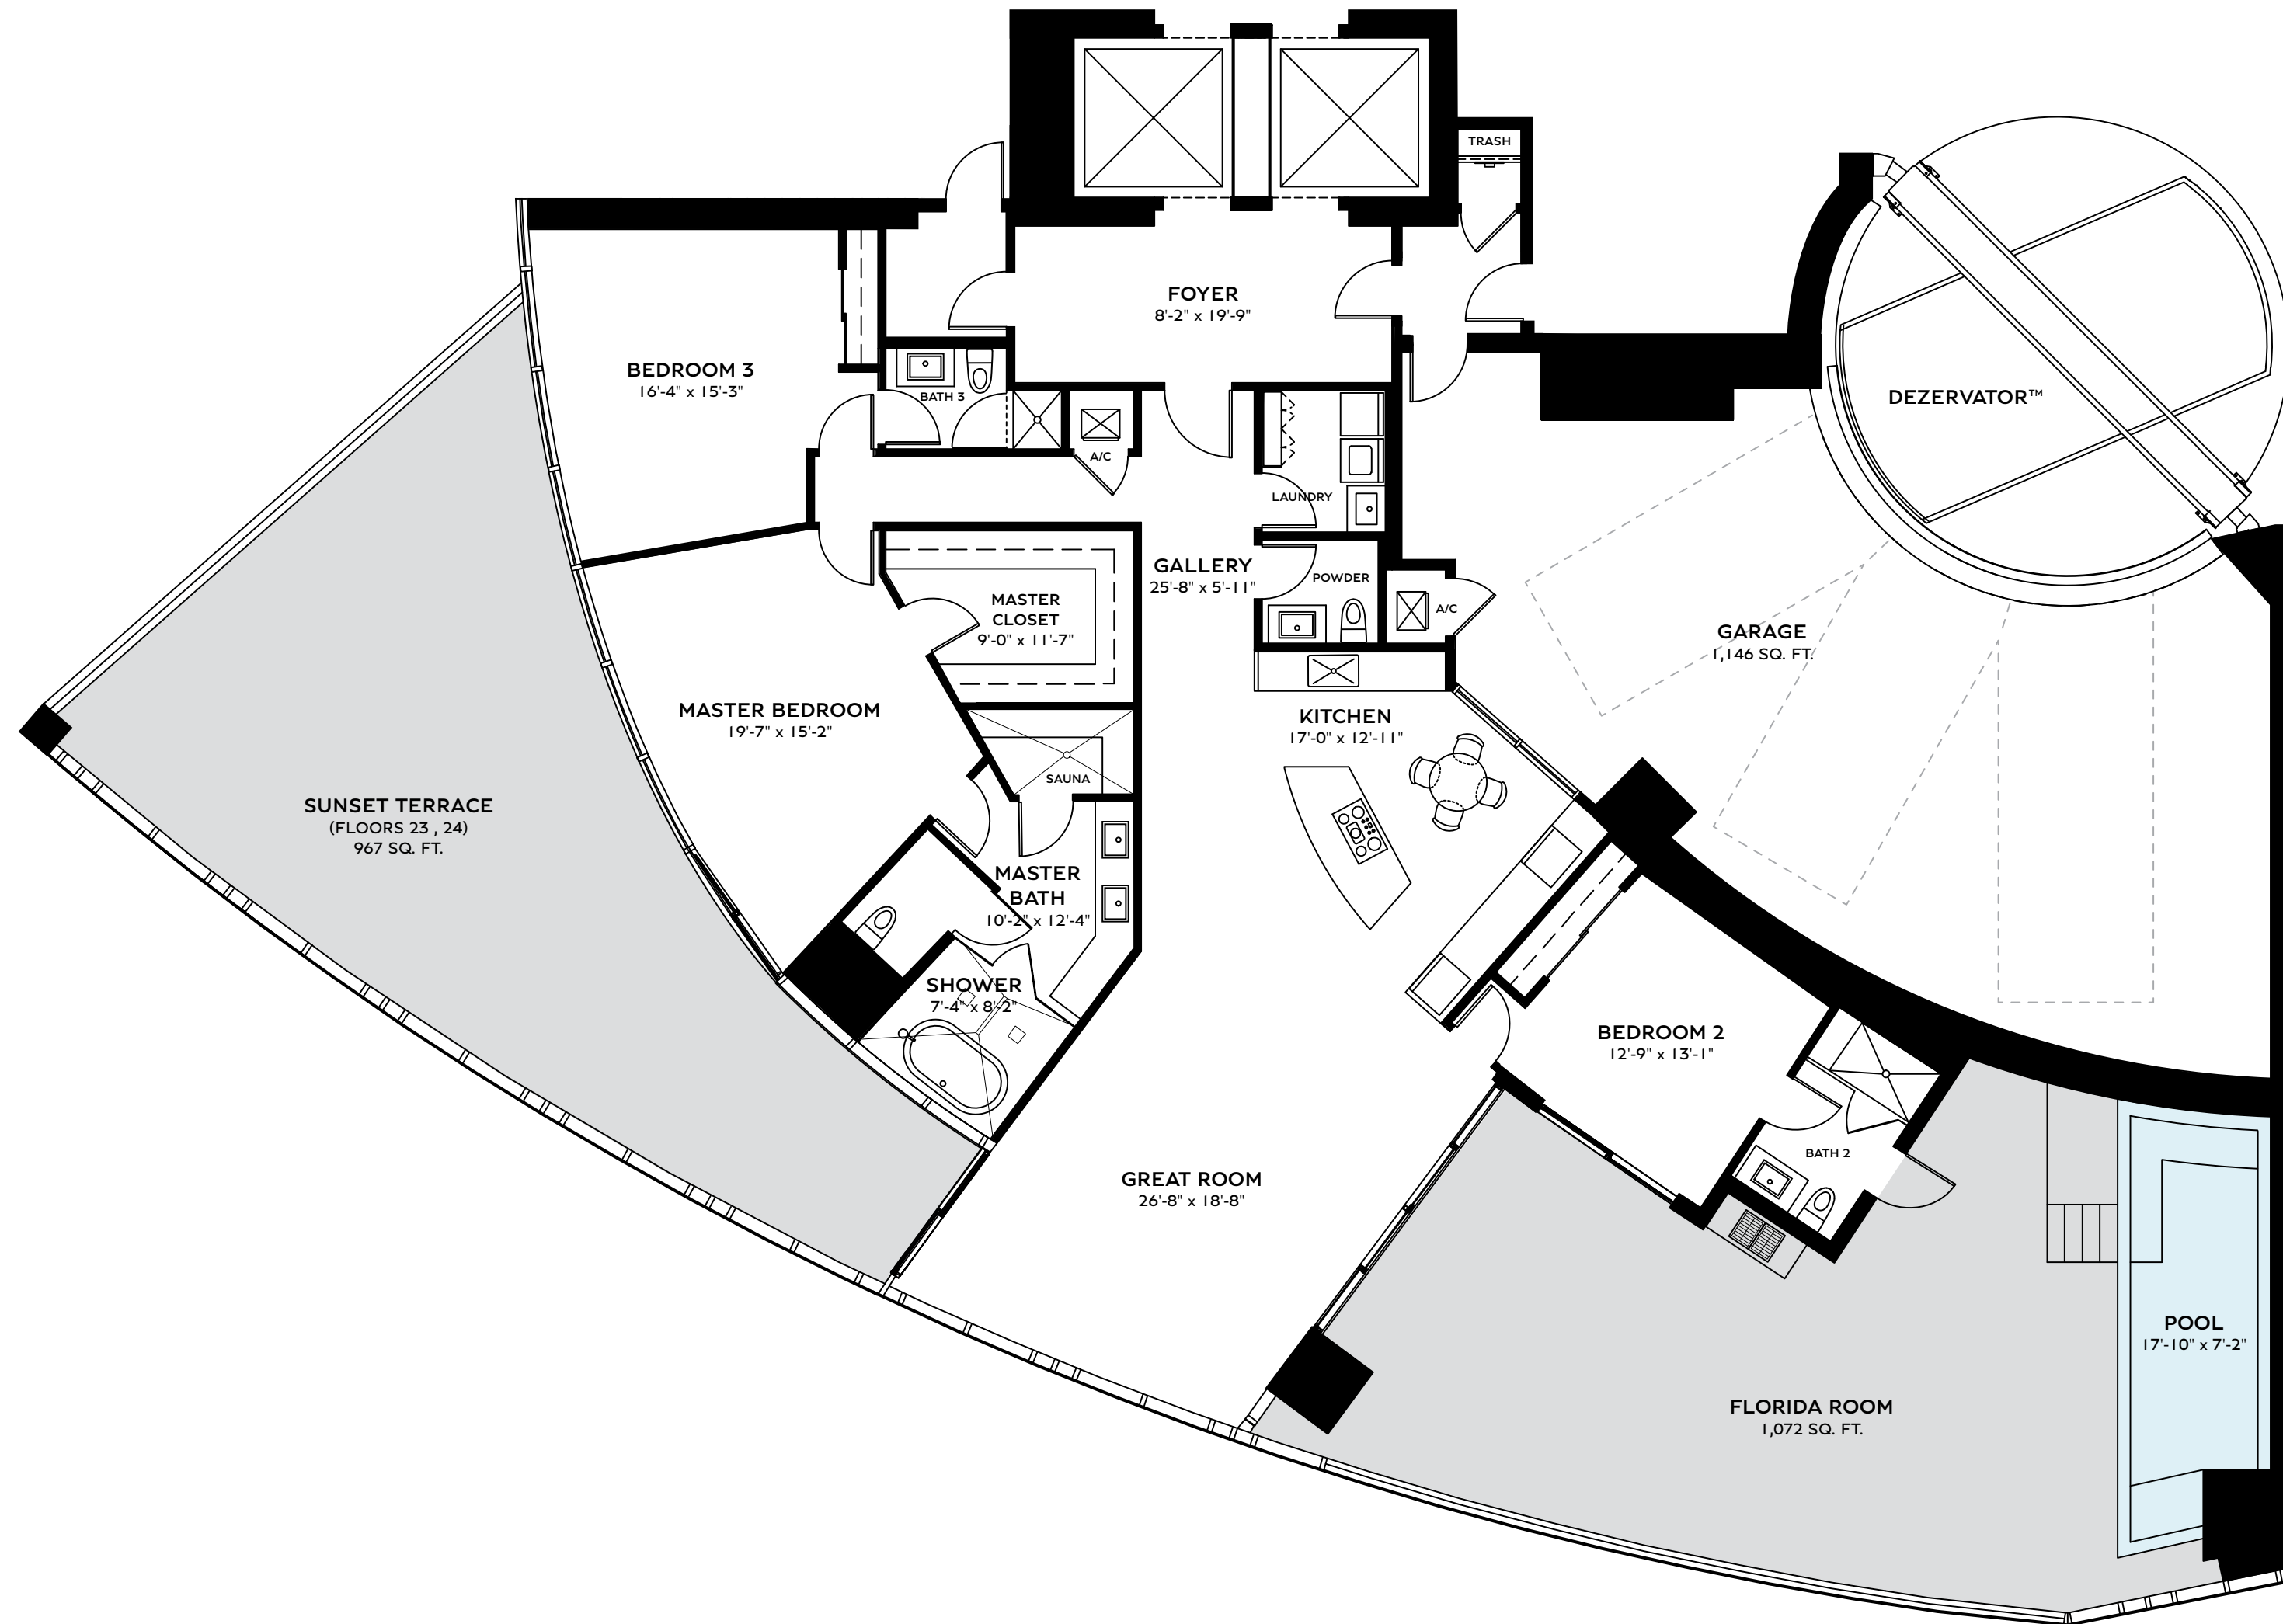 TRASH
FOYER
8'-2" x 19'-9"
BEDROOM 3
16'-4" x 15'-3"
BATH 3
A/C
LAUNDRY
DEZERVATOR™
GALLERY
25'-8" x 5'-11"
POWDER
A/C
MASTER
CLOSET
9'-0" x 11'-7"
GARAGE
1,146 SQ. FT.
MASTER BEDROOM
19'-7" x 15'-2"
KITCHEN
17'-0" x 12'-11"
SAUNA
SUNSET TERRACE
(FLOORS 23 , 24)
967 SQ. FT.
MASTER
BATH
10'-2" x 12'-4"
SHOWER
7'-4" x 8'-2"
BEDROOM 2
12'-9" x 13'-1"
BATH 2
GREAT ROOM
26'-8" x 18'-8"
POOL
17'-10" x 7'-2"
FLORIDA ROOM
1,072 SQ. FT.